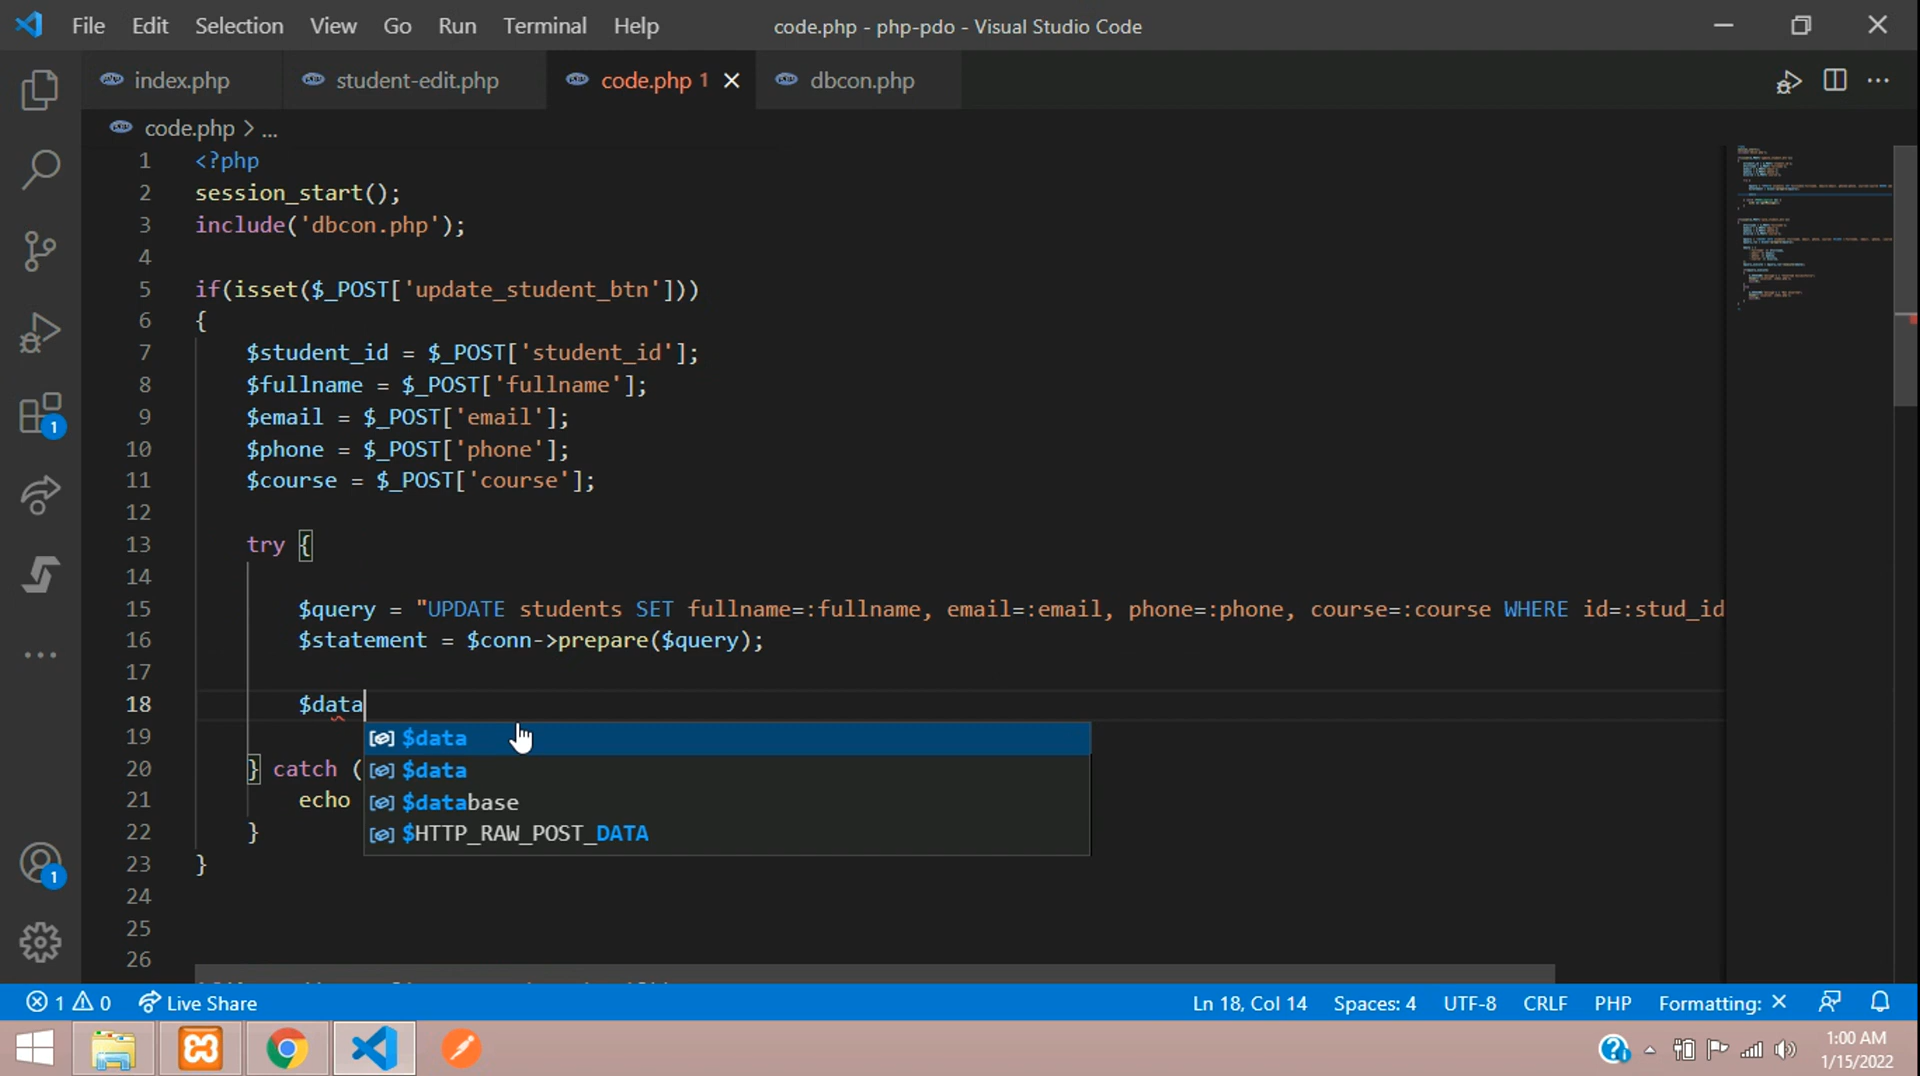 File Edit Selection View Go Run Terminal Help
code.php - php-pdo - Visual Studio Code
index.php student-edit.php code.php 1 dbcon.php
code.php > ...
1 <?php
2 session_start();
3 include('dbcon.php');
4
5 if(isset($_POST['update_student_btn']))
6 {
7 $student_id = $_POST['student_id'];
8 $fullname = $_POST['fullname'];
9 $email = $_POST['email'];
10 $phone = $_POST['phone'];
11 $course = $_POST['course'];
12
13 try {
14
15 $query = "UPDATE students SET fullname=:fullname, email=:email, phone=:phone, course=:course WHERE id=:stud_id
16 $statement = $conn->prepare($query);
17
18 $data
19 $data
$data
20 } catch (
$database
21 echo
$HTTP_RAW_POST_DATA
22 }
23 }
24
25
26
1
1
1 0 Live Share
Ln 18, Col 14 Spaces: 4 UTF-8 CRLF PHP Formatting: ×
1:00 AM
1/15/2022